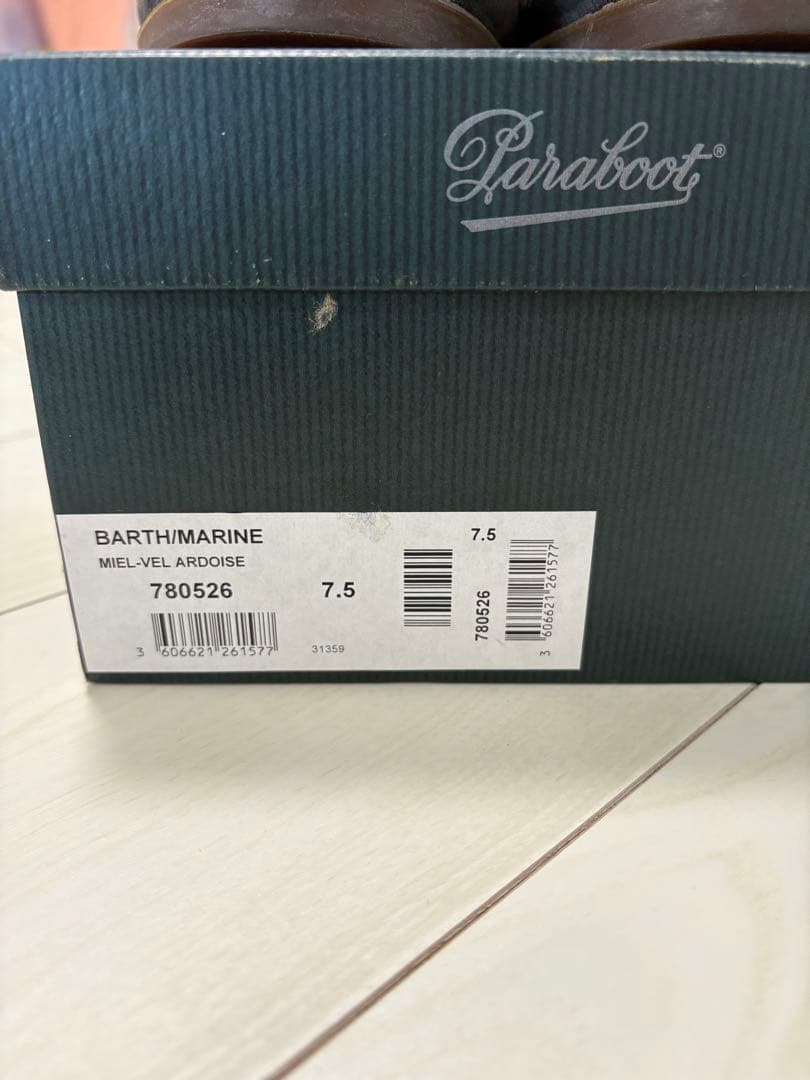 Paraboot®
BARTH/MARINE
MIEL-VEL ARDOISE
780526 7.5
3 606621 261577
31359
7.5
780526
3 606621 261577